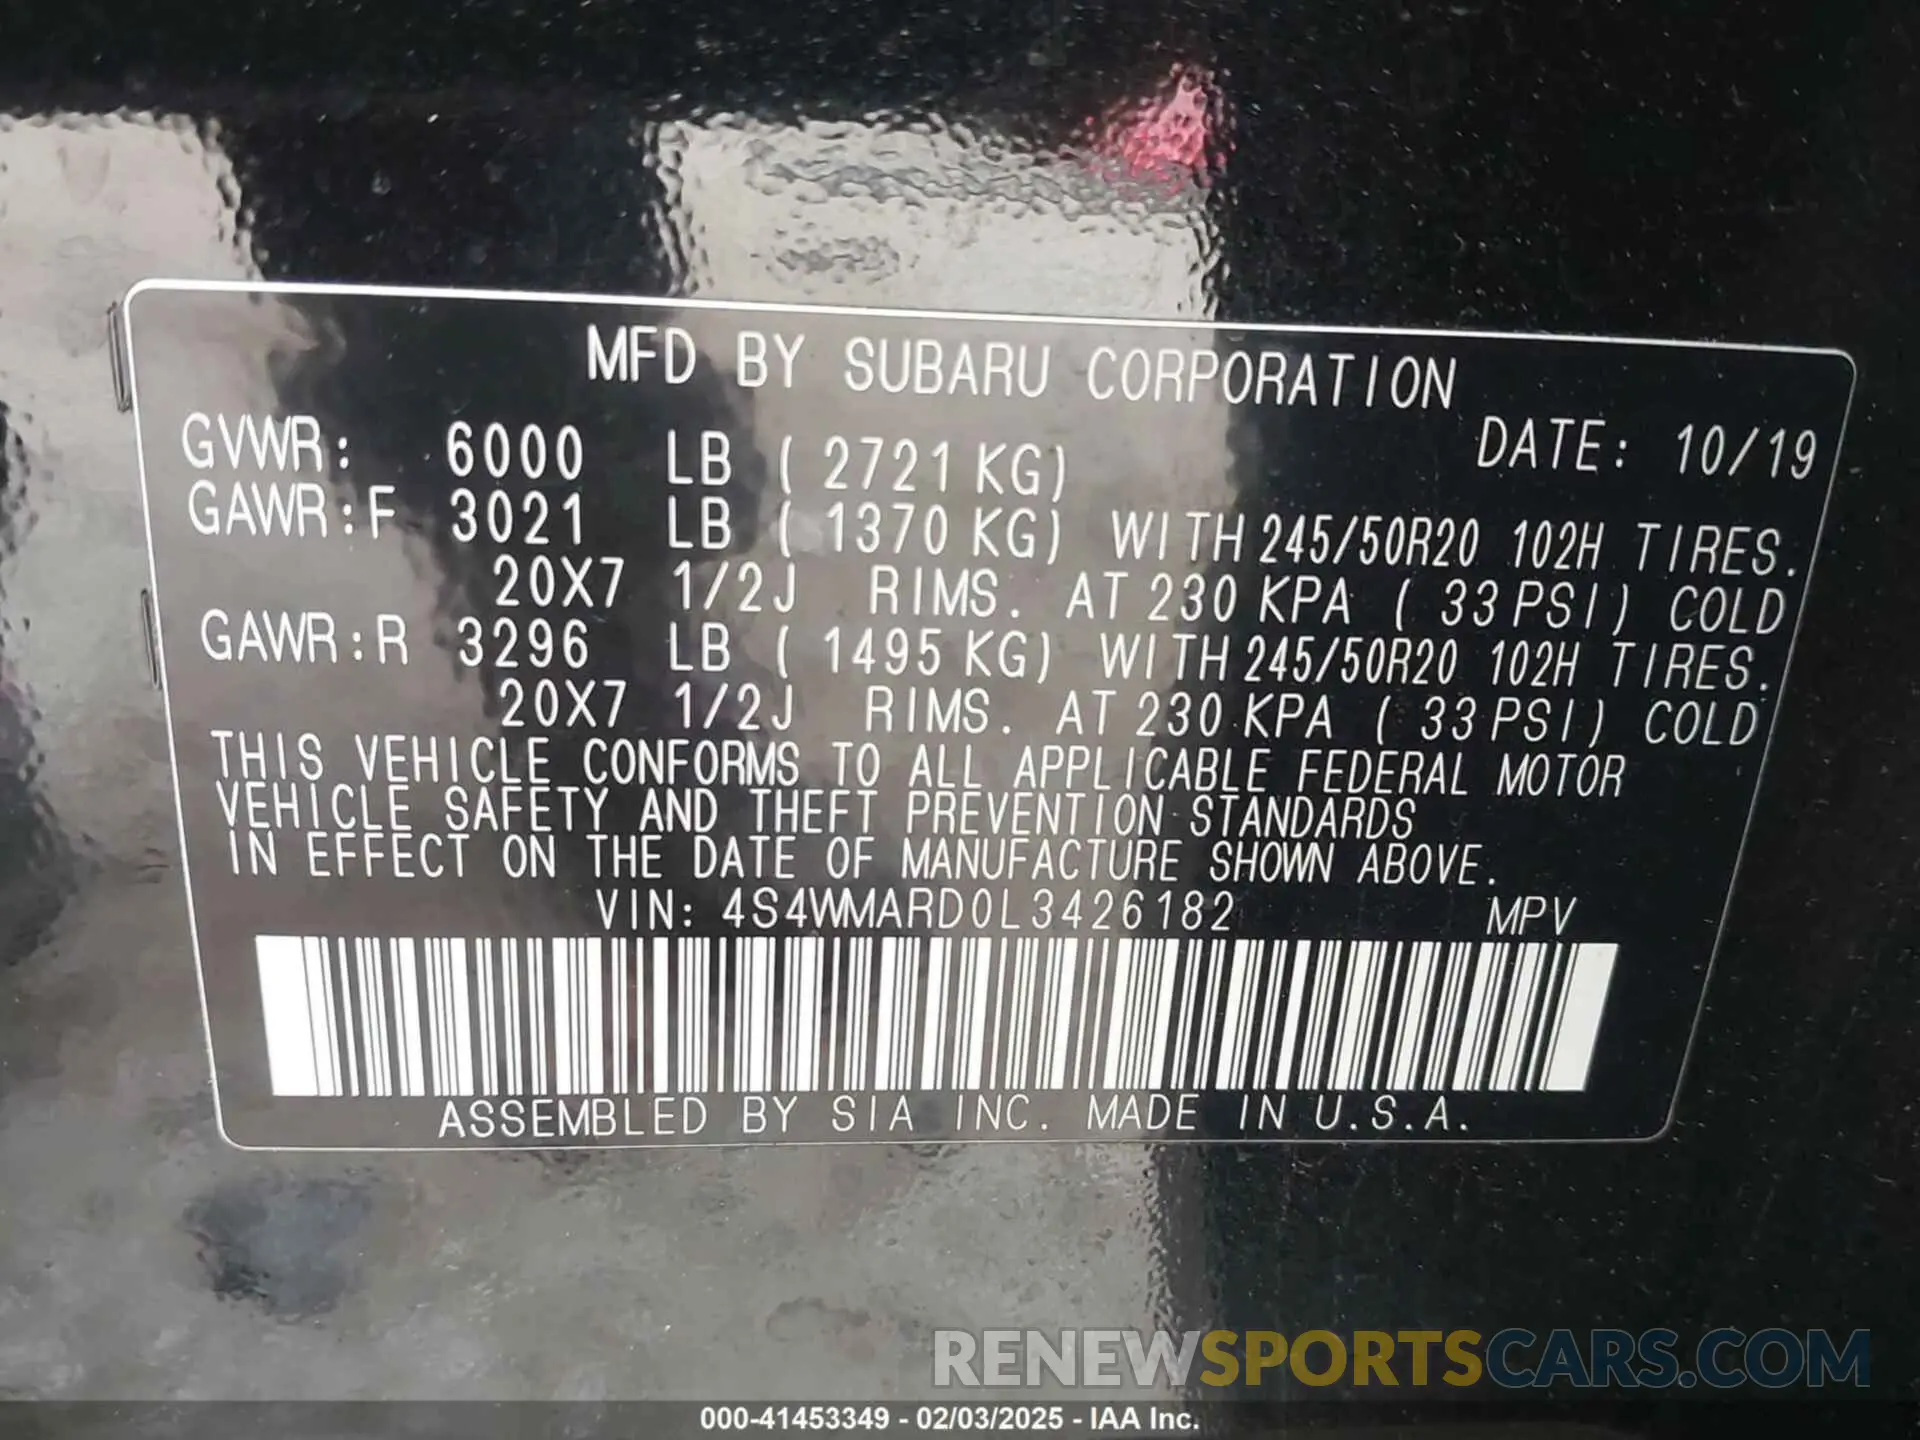 MFD BY SUBARU CORPORATION
GVWR: 6000 LB ( 2721 KG) DATE: 10/19
GAWR:F 3021 LB ( 1370 KG) WITH 245/50R20 102H TIRES.
20X7 1/2J RIMS. AT 230 KPA ( 33 PSI) COLD
GAWR:R 3296 LB ( 1495 KG) WITH 245/50R20 102H TIRES.
20X7 1/2J RIMS. AT 230 KPA ( 33 PSI) COLD
THIS VEHICLE CONFORMS TO ALL APPLICABLE FEDERAL MOTOR
VEHICLE SAFETY AND THEFT PREVENTION STANDARDS
IN EFFECT ON THE DATE OF MANUFACTURE SHOWN ABOVE.
VIN: 4S4WMARD0L3426182 MPV
ASSEMBLED BY SIA INC. MADE IN U.S.A.
RENEWSPORTSCARS.COM
000-41453349 - 02/03/2025 - IAA Inc.